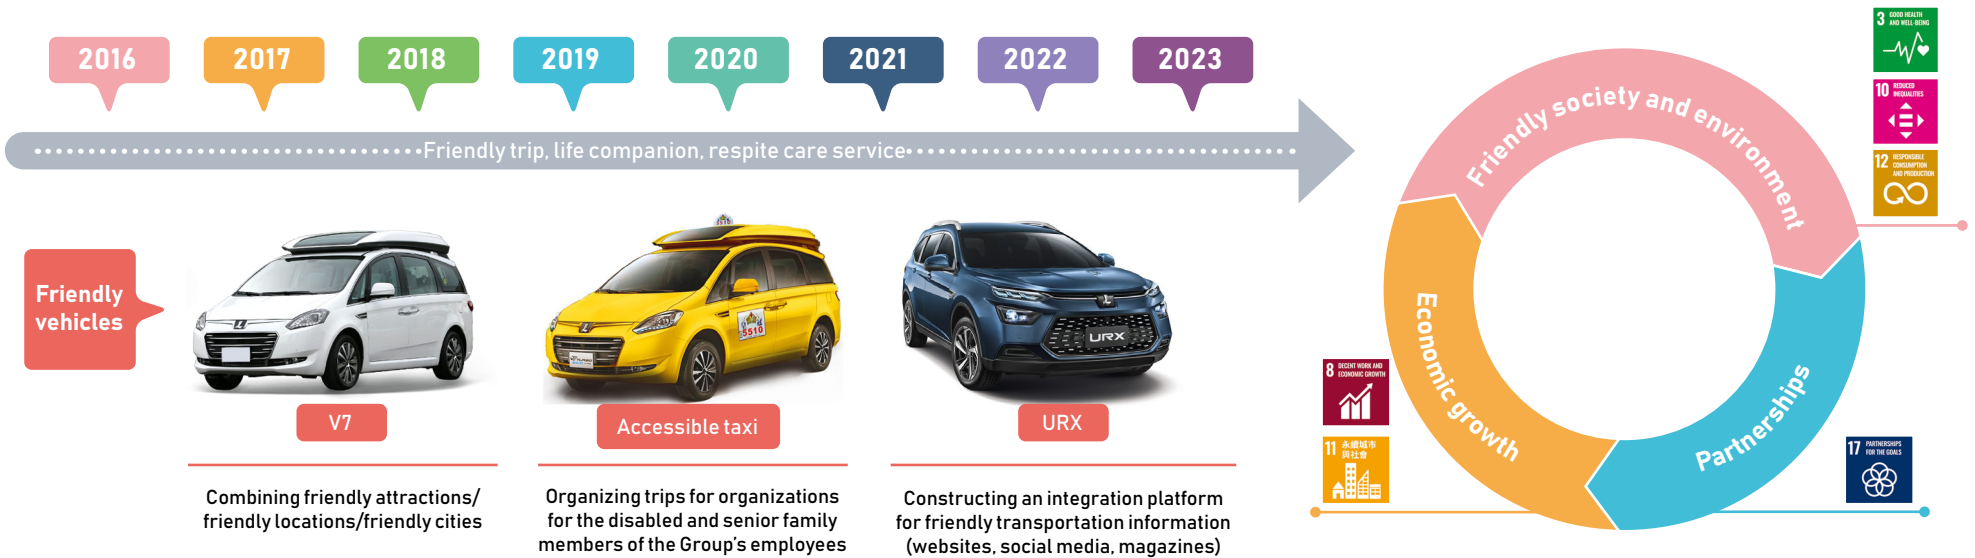 2016
2017
2018
2019
2020
2021
2022
2023
Friendly trip, life companion, respite care service
Friendly
vehicles
5510
5510
URX
V7
Accessible taxi
URX
Combining friendly attractions/
friendly locations/friendly cities
Organizing trips for organizations
for the disabled and senior family
members of the Group's employees
Constructing an integration platform
for friendly transportation information
(websites, social media, magazines)
Friendly society and environment
Economic growth
Partnerships
3 GOOD HEALTH
AND WELL-BEING
10 REDUCED
INEQUALITIES
12 RESPONSIBLE
CONSUMPTION
AND PRODUCTION
8 DECENT WORK AND
ECONOMIC GROWTH
11 永續城市
與社會
17 PARTNERSHIPS
FOR THE GOALS